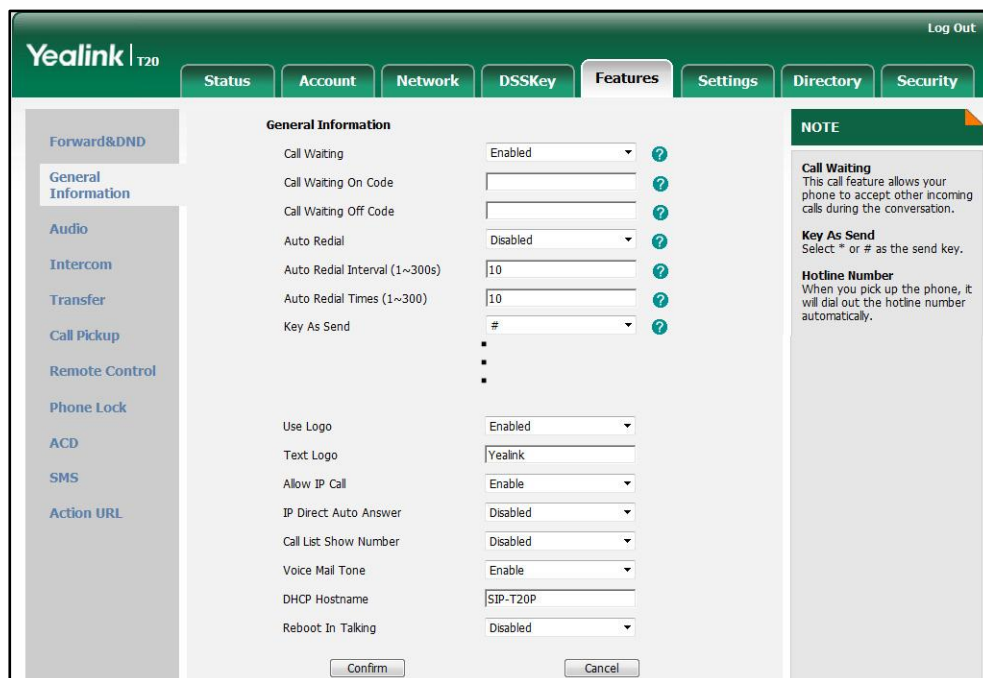 Log Out
Yealink T20
Status Account Network DSSKey Features Settings Directory Security
Forward&DND
General
Information
Audio
Intercom
Transfer
Call Pickup
Remote Control
Phone Lock
ACD
SMS
Action URL
General Information
Call Waiting Enabled ?
Call Waiting On Code ?
Call Waiting Off Code ?
Auto Redial Disabled ?
Auto Redial Interval (1~300s) 10 ?
Auto Redial Times (1~300) 10 ?
Key As Send # ?
Use Logo Enabled
Text Logo Yealink
Allow IP Call Enable
IP Direct Auto Answer Disabled
Call List Show Number Disabled
Voice Mail Tone Enable
DHCP Hostname SIP-T20P
Reboot In Talking Disabled
Confirm Cancel
NOTE
Call Waiting
This call feature allows your
phone to accept other incoming
calls during the conversation.
Key As Send
Select * or # as the send key.
Hotline Number
When you pick up the phone, it
will dial out the hotline number
automatically.